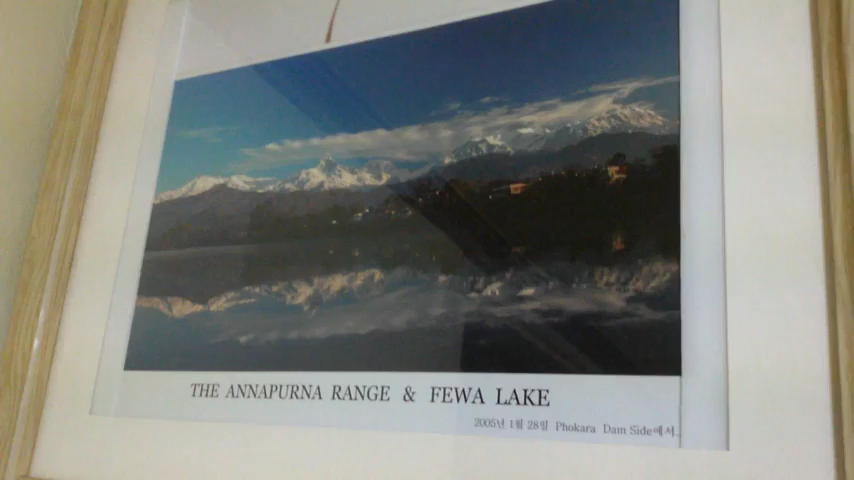 THE ANNAPURNA RANGE & FEWA LAKE
2005년 1월 28일 Phokara Dam Side에서..